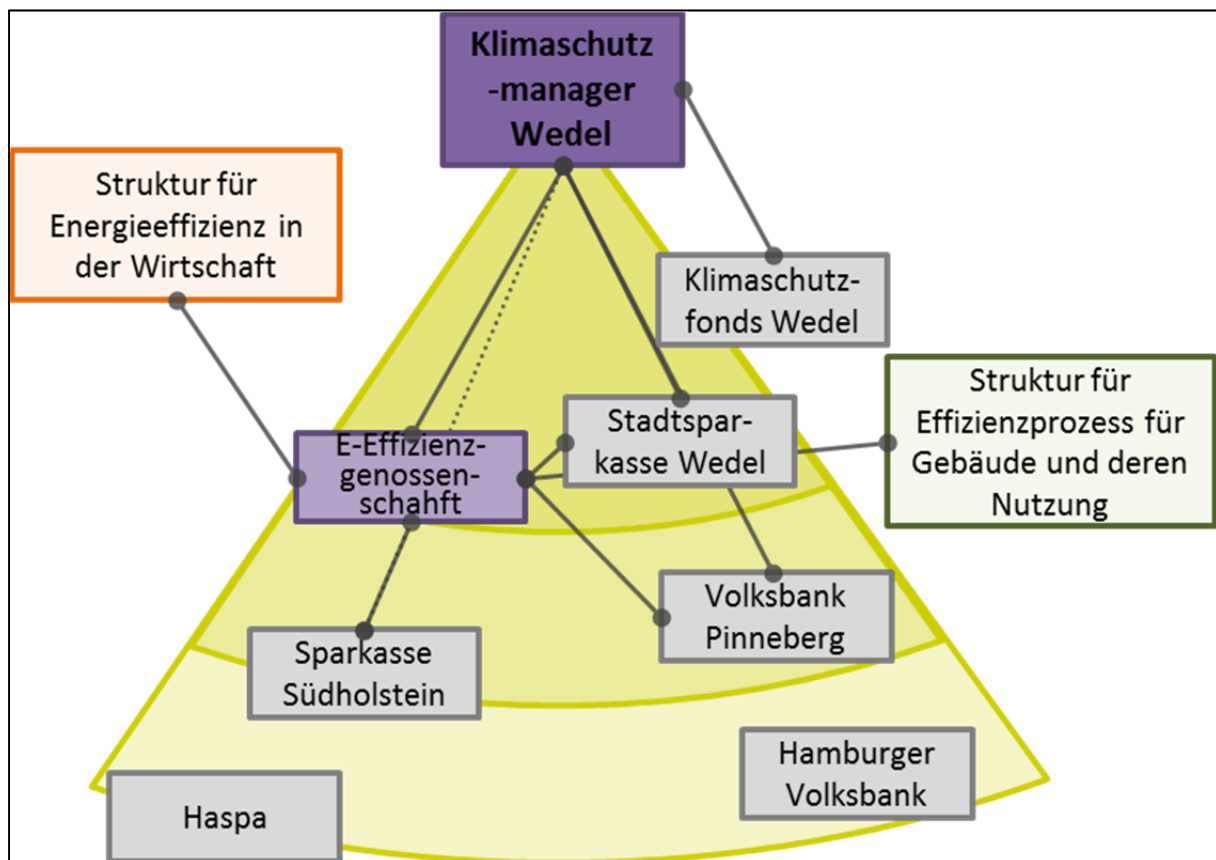 Klimaschutz
-manager
Wedel
Struktur für
Energieeffizienz in
der Wirtschaft
Klimaschutz-
fonds Wedel
Struktur für
Effizienzprozess für
Gebäude und deren
Nutzung
Stadtspar-
kasse Wedel
E-Effizienz-
genossen-
schahft
Volksbank
Pinneberg
Sparkasse
Südholstein
Hamburger
Volksbank
Haspa